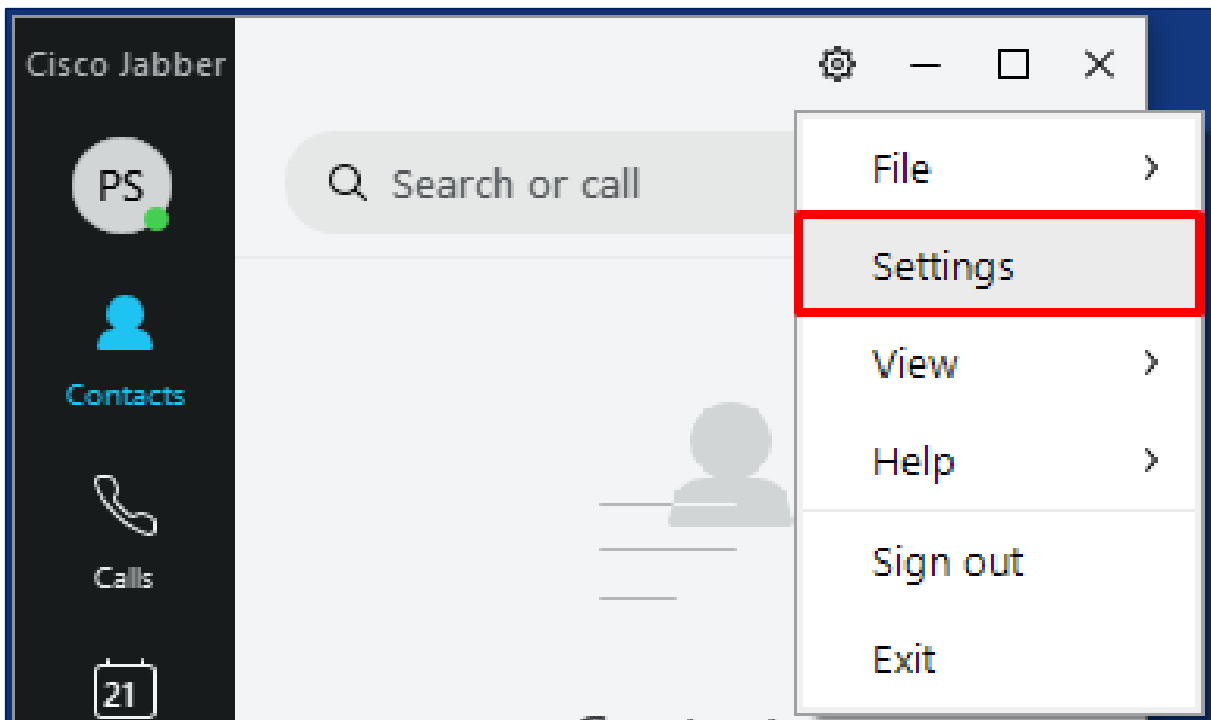 Cisco Jabber
PS
Search or call
Contacts
Calls
21
File
Settings
View
Help
Sign out
Exit